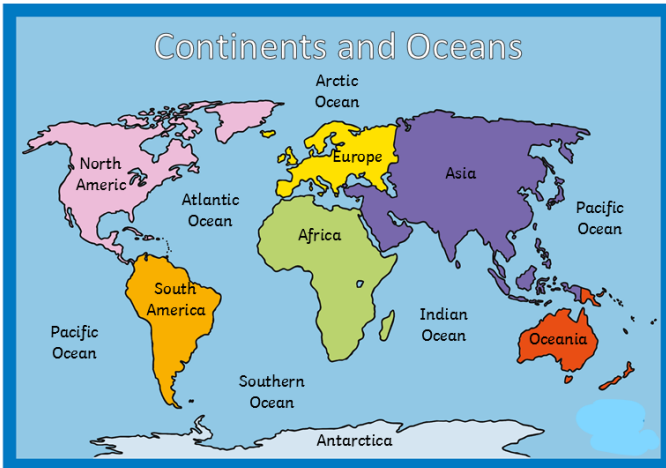 Continents and Oceans
Arctic
Ocean
North
Americ
Europe
Asia
Atlantic
Ocean
Pacific
Ocean
Africa
South
America
Indian
Ocean
Pacific
Ocean
Oceania
Southern
Ocean
Antarctica